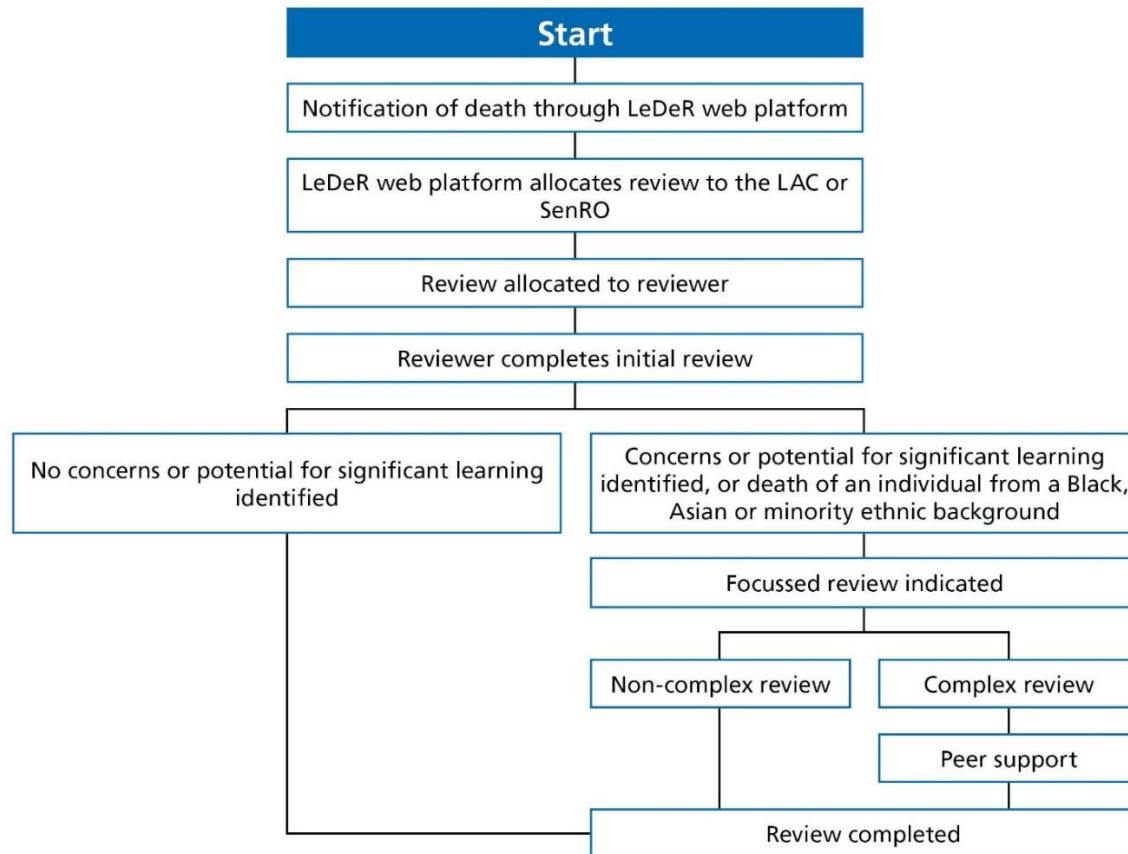 Start
Notification of death through LeDeR web platform
LeDeR web platform allocates review to the LAC or
SenRO
Review allocated to reviewer
Reviewer completes initial review
No concerns or potential for significant learning
identified
Concerns or potential for significant learning
identified, or death of an individual from a Black,
Asian or minority ethnic background
Focussed review indicated
Non-complex review
Complex review
Peer support
Review completed